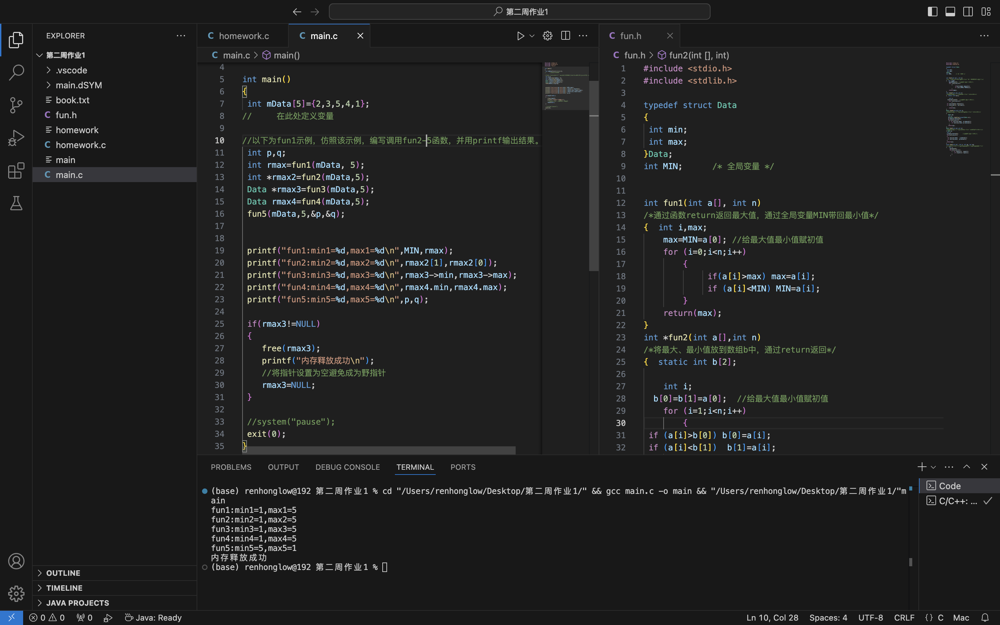 第二周作业1
EXPLORER
第二周作业1
.vscode
main.dSYM
book.txt
fun.h
homework
homework.c
main
main.c
OUTLINE
TIMELINE
JAVA PROJECTS
homework.c
main.c
main.c > main()
4
5 int main()
6 {
7 int mData[5]={2,3,5,4,1};
8 // 在此处定义变量
9
10 //以下为fun1示例，仿照该示例，编写调用fun2-5函数，并用printf输出结果。
11 int p,q;
12 int rmax=fun1(mData, 5);
13 int *rmax2=fun2(mData,5);
14 Data *rmax3=fun3(mData,5);
15 Data rmax4=fun4(mData,5);
16 fun5(mData,5,&p,&q);
17
18
19 printf("fun1:min1=%d,max1=%d\n",MIN,rmax);
20 printf("fun2:min2=%d,max2=%d\n",rmax2[1],rmax2[0]);
21 printf("fun3:min3=%d,max3=%d\n",rmax3->min,rmax3->max);
22 printf("fun4:min4=%d,max4=%d\n",rmax4.min,rmax4.max);
23 printf("fun5:min5=%d,max5=%d\n",p,q);
24
25 if(rmax3!=NULL)
26 {
27 free(rmax3);
28 printf("内存释放成功\n");
29 //将指针设置为空避免成为野指针
30 rmax3=NULL;
31 }
32
33 //system("pause");
34 exit(0);
35 }
fun.h
fun.h > fun2(int [], int)
1 #include <stdio.h>
2 #include <stdlib.h>
3
4 typedef struct Data
5 {
6 int min;
7 int max;
8 }Data;
9 int MIN; /* 全局变量 */
10
11
12 int fun1(int a[], int n)
13 /*通过函数return返回最大值，通过全局变量MIN带回最小值*/
14 { int i,max;
15 max=MIN=a[0]; //给最大值最小值赋初值
16 for (i=0;i<n;i++)
17 {
18 if(a[i]>max) max=a[i];
19 if (a[i]<MIN) MIN=a[i];
20 }
21 return(max);
22 }
23 int *fun2(int a[],int n)
24 /*将最大、最小值放到数组b中，通过return返回*/
25 { static int b[2];
26
27 int i;
28 b[0]=b[1]=a[0]; //给最大值最小值赋初值
29 for (i=1;i<n;i++)
30 {
31 if (a[i]>b[0]) b[0]=a[i];
32 if (a[i]<b[1]) b[1]=a[i];
PROBLEMS OUTPUT DEBUG CONSOLE TERMINAL PORTS
(base) renhonglow@192 第二周作业1 % cd "/Users/renhonglow/Desktop/第二周作业1/" && gcc main.c -o main && "/Users/renhonglow/Desktop/第二周作业1/"m
ain
fun1:min1=1,max1=5
fun2:min2=1,max2=5
fun3:min3=1,max3=5
fun4:min4=1,max4=5
fun5:min5=5,max5=1
内存释放成功
(base) renhonglow@192 第二周作业1 %
Code
C/C++: ...
0 0 0 Java: Ready
Ln 10, Col 28 Spaces: 4 UTF-8 CRLF {} C Mac